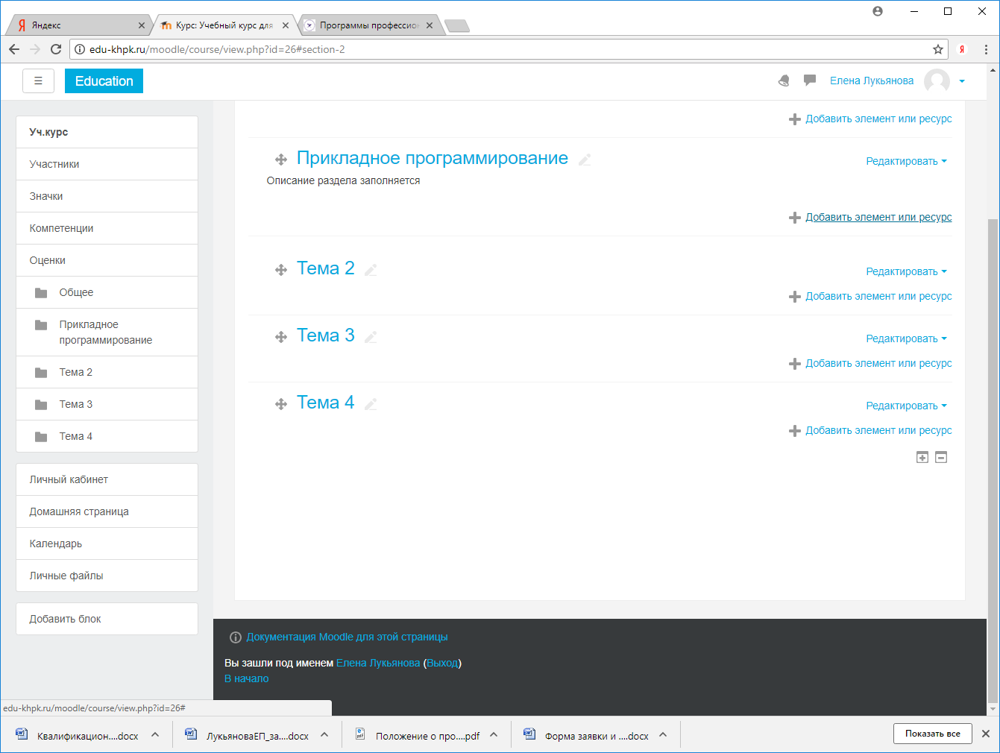 Яндекс
Курс: Учебный курс для
Программы профессион
edu-khpk.ru/moodle/course/view.php?id=26#section-2
Я
Education
Елена Лукьянова
Уч.курс
Участники
Значки
Компетенции
Оценки
Общее
Прикладное
программирование
Тема 2
Тема 3
Тема 4
Личный кабинет
Домашняя страница
Календарь
Личные файлы
Добавить блок
Добавить элемент или ресурс
Прикладное программирование
Редактировать
Описание раздела заполняется
Добавить элемент или ресурс
Тема 2
Редактировать
Добавить элемент или ресурс
Тема 3
Редактировать
Добавить элемент или ресурс
Тема 4
Редактировать
Добавить элемент или ресурс
Документация Moodle для этой страницы
Вы зашли под именем Елена Лукьянова (Выход)
В начало
edu-khpk.ru/moodle/course/view.php?id=26#
Квалификацион....docx
ЛукьяноваЕП_за....docx
Положение о про....pdf
Форма заявки и ....docx
Показать все